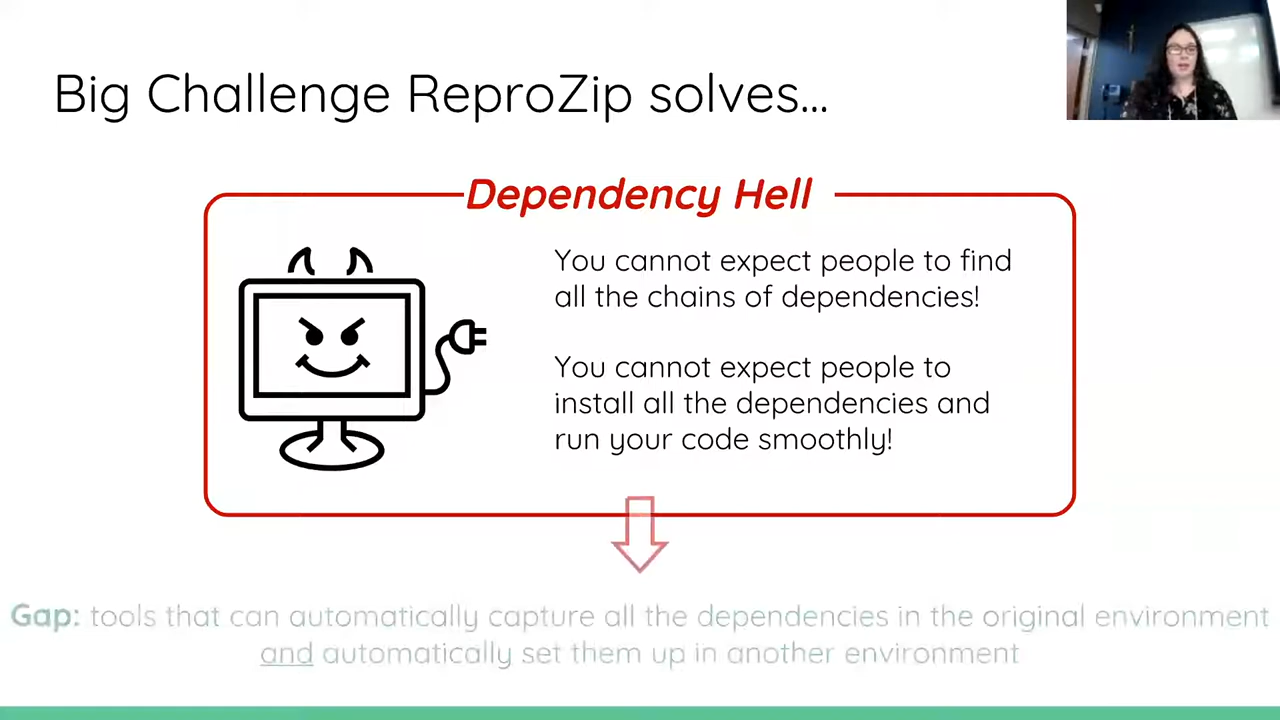 Big Challenge ReproZip solves...
Dependency Hell
You cannot expect people to find
all the chains of dependencies!
You cannot expect people to
install all the dependencies and
run your code smoothly!
Gap: tools that can automatically capture all the dependencies in the original environment
and automatically set them up in another environment